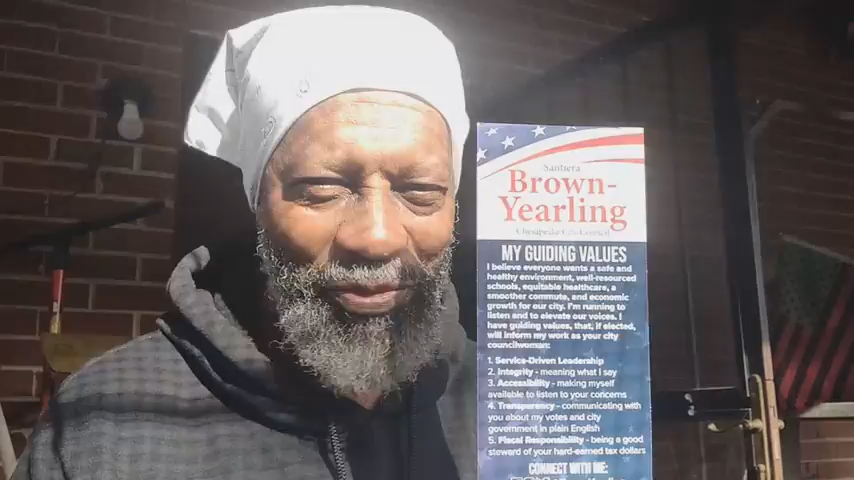 Santiera
Brown-
Yearling
Chesapeake City Council
MY GUIDING VALUES
I believe everyone wants a safe and
healthy environment, well-resourced
schools, equitable healthcare, a
smoother commute, and economic
growth for our city. I'm running to
listen and to elevate our voices. I
have guiding values, that, if elected,
will inform my work as your city
councilwoman:
1. Service-Driven Leadership
2. Integrity - meaning what I say
3. Accessibility - making myself
available to listen to your concerns
4. Transparency - communicating with
you about my votes and city
government in plain English
5. Fiscal Responsibility - being a good
steward of your hard-earned tax dollars
CONNECT WITH ME: